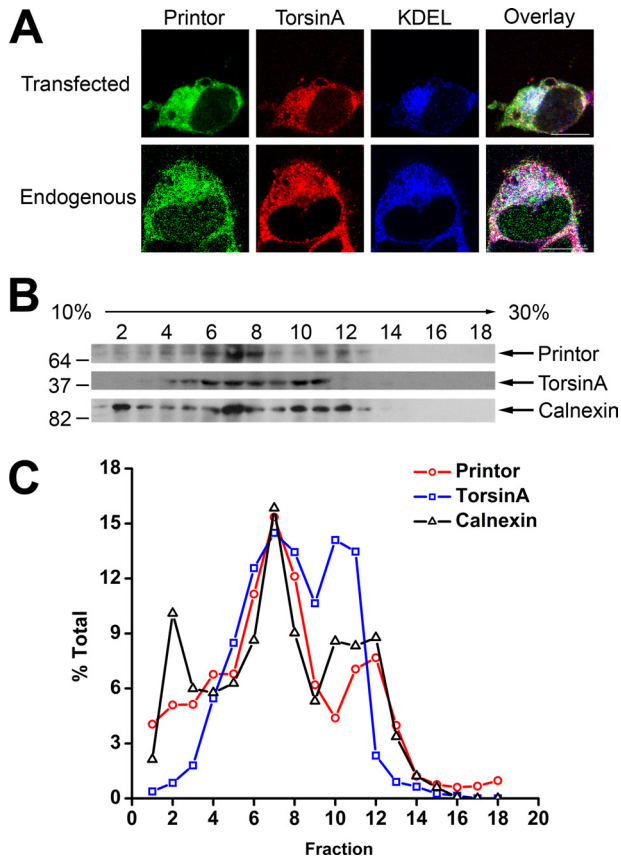 A
Printor TorsinA KDEL Overlay
Transfected
Endogenous
B
10% 30%
2 4 6 8 10 12 14 16 18
64 Printor
37 TorsinA
82 Calnexin
C
Printor
TorsinA
Calnexin
18
15
12
9
6
3
0
% Total
0 2 4 6 8 10 12 14 16 18 20
Fraction